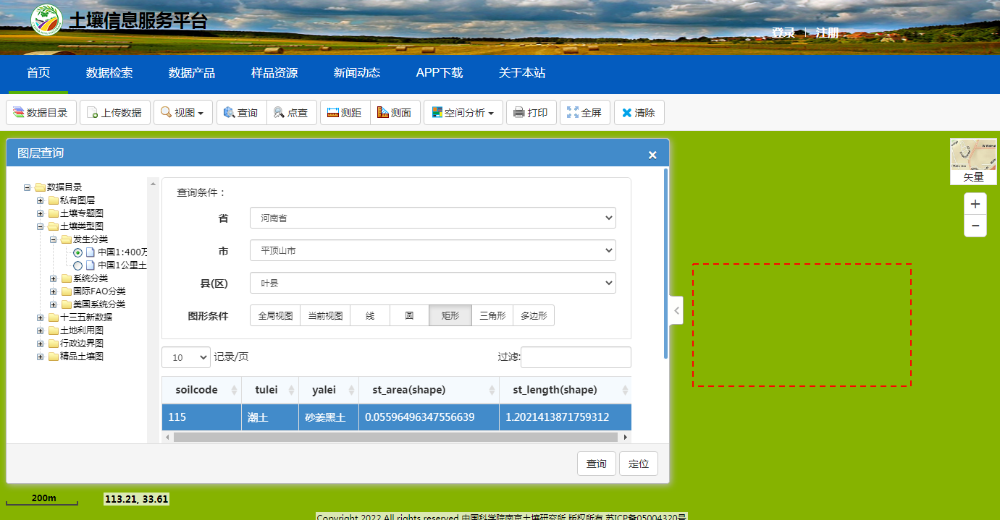 土壤信息服务平台
登录 | 注册
首页 数据检索 数据产品 样品资源 新闻动态 APP下载 关于本站
数据目录 上传数据 视图 查询 点查 测距 测面 空间分析 打印 全屏 清除
图层查询 ×
数据目录
私有图层
土壤专题图
土壤类型图
发生分类
中国1:400万
中国1公里土
系统分类
国际FAO分类
美国系统分类
十三五新数据
土地利用图
行政边界图
精品土壤图
查询条件：
省 河南省
市 平顶山市
县(区) 叶县
图形条件 全局视图 当前视图 线 圆 矩形 三角形 多边形
10 记录/页 过滤:
soilcode tulei yalei st_area(shape) st_length(shape)
115 潮土 砂姜黑土 0.05596496347556639 1.2021413871759312
查询 定位
矢量
+
−
200m 113.21, 33.61
Copyright 2022 All rights reserved 中国科学院南京土壤研究所 版权所有 苏ICP备05004320号